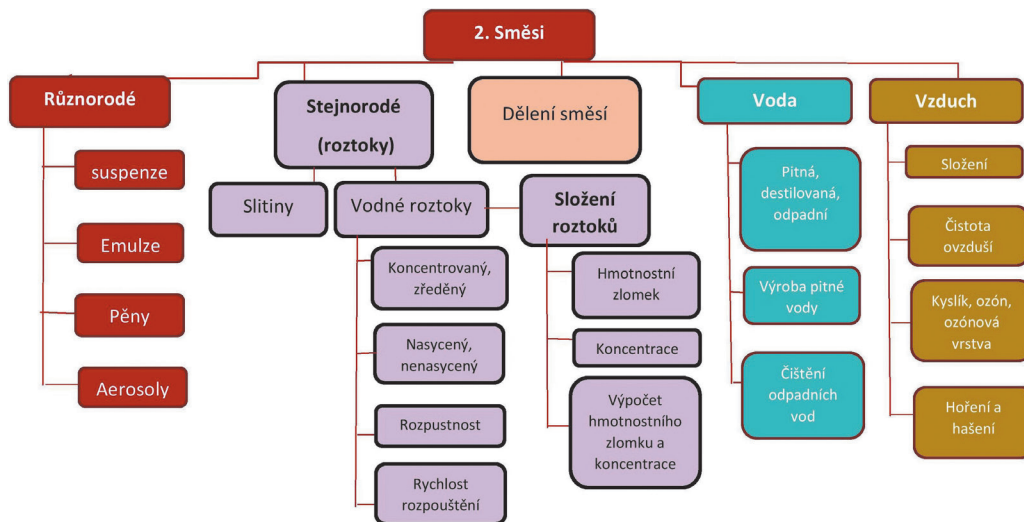 2. Směsi
Různorodé
suspenze
Emulze
Pěny
Aerosoly
Stejnorodé
(roztoky)
Slitiny
Vodné roztoky
Koncentrovaný,
zředěný
Nasycený,
nenasycený
Rozpustnost
Rychlost
rozpouštění
Složení
roztoků
Hmotnostní
zlomek
Koncentrace
Výpočet
hmotnostního
zlomku a
koncentrace
Dělení směsí
Voda
Pitná,
destilovaná,
odpadní
Výroba pitné
vody
Čištění
odpadních
vod
Vzduch
Složení
Čistota
ovzduší
Kyslík, ozón,
ozónová
vrstva
Hoření a
hašení